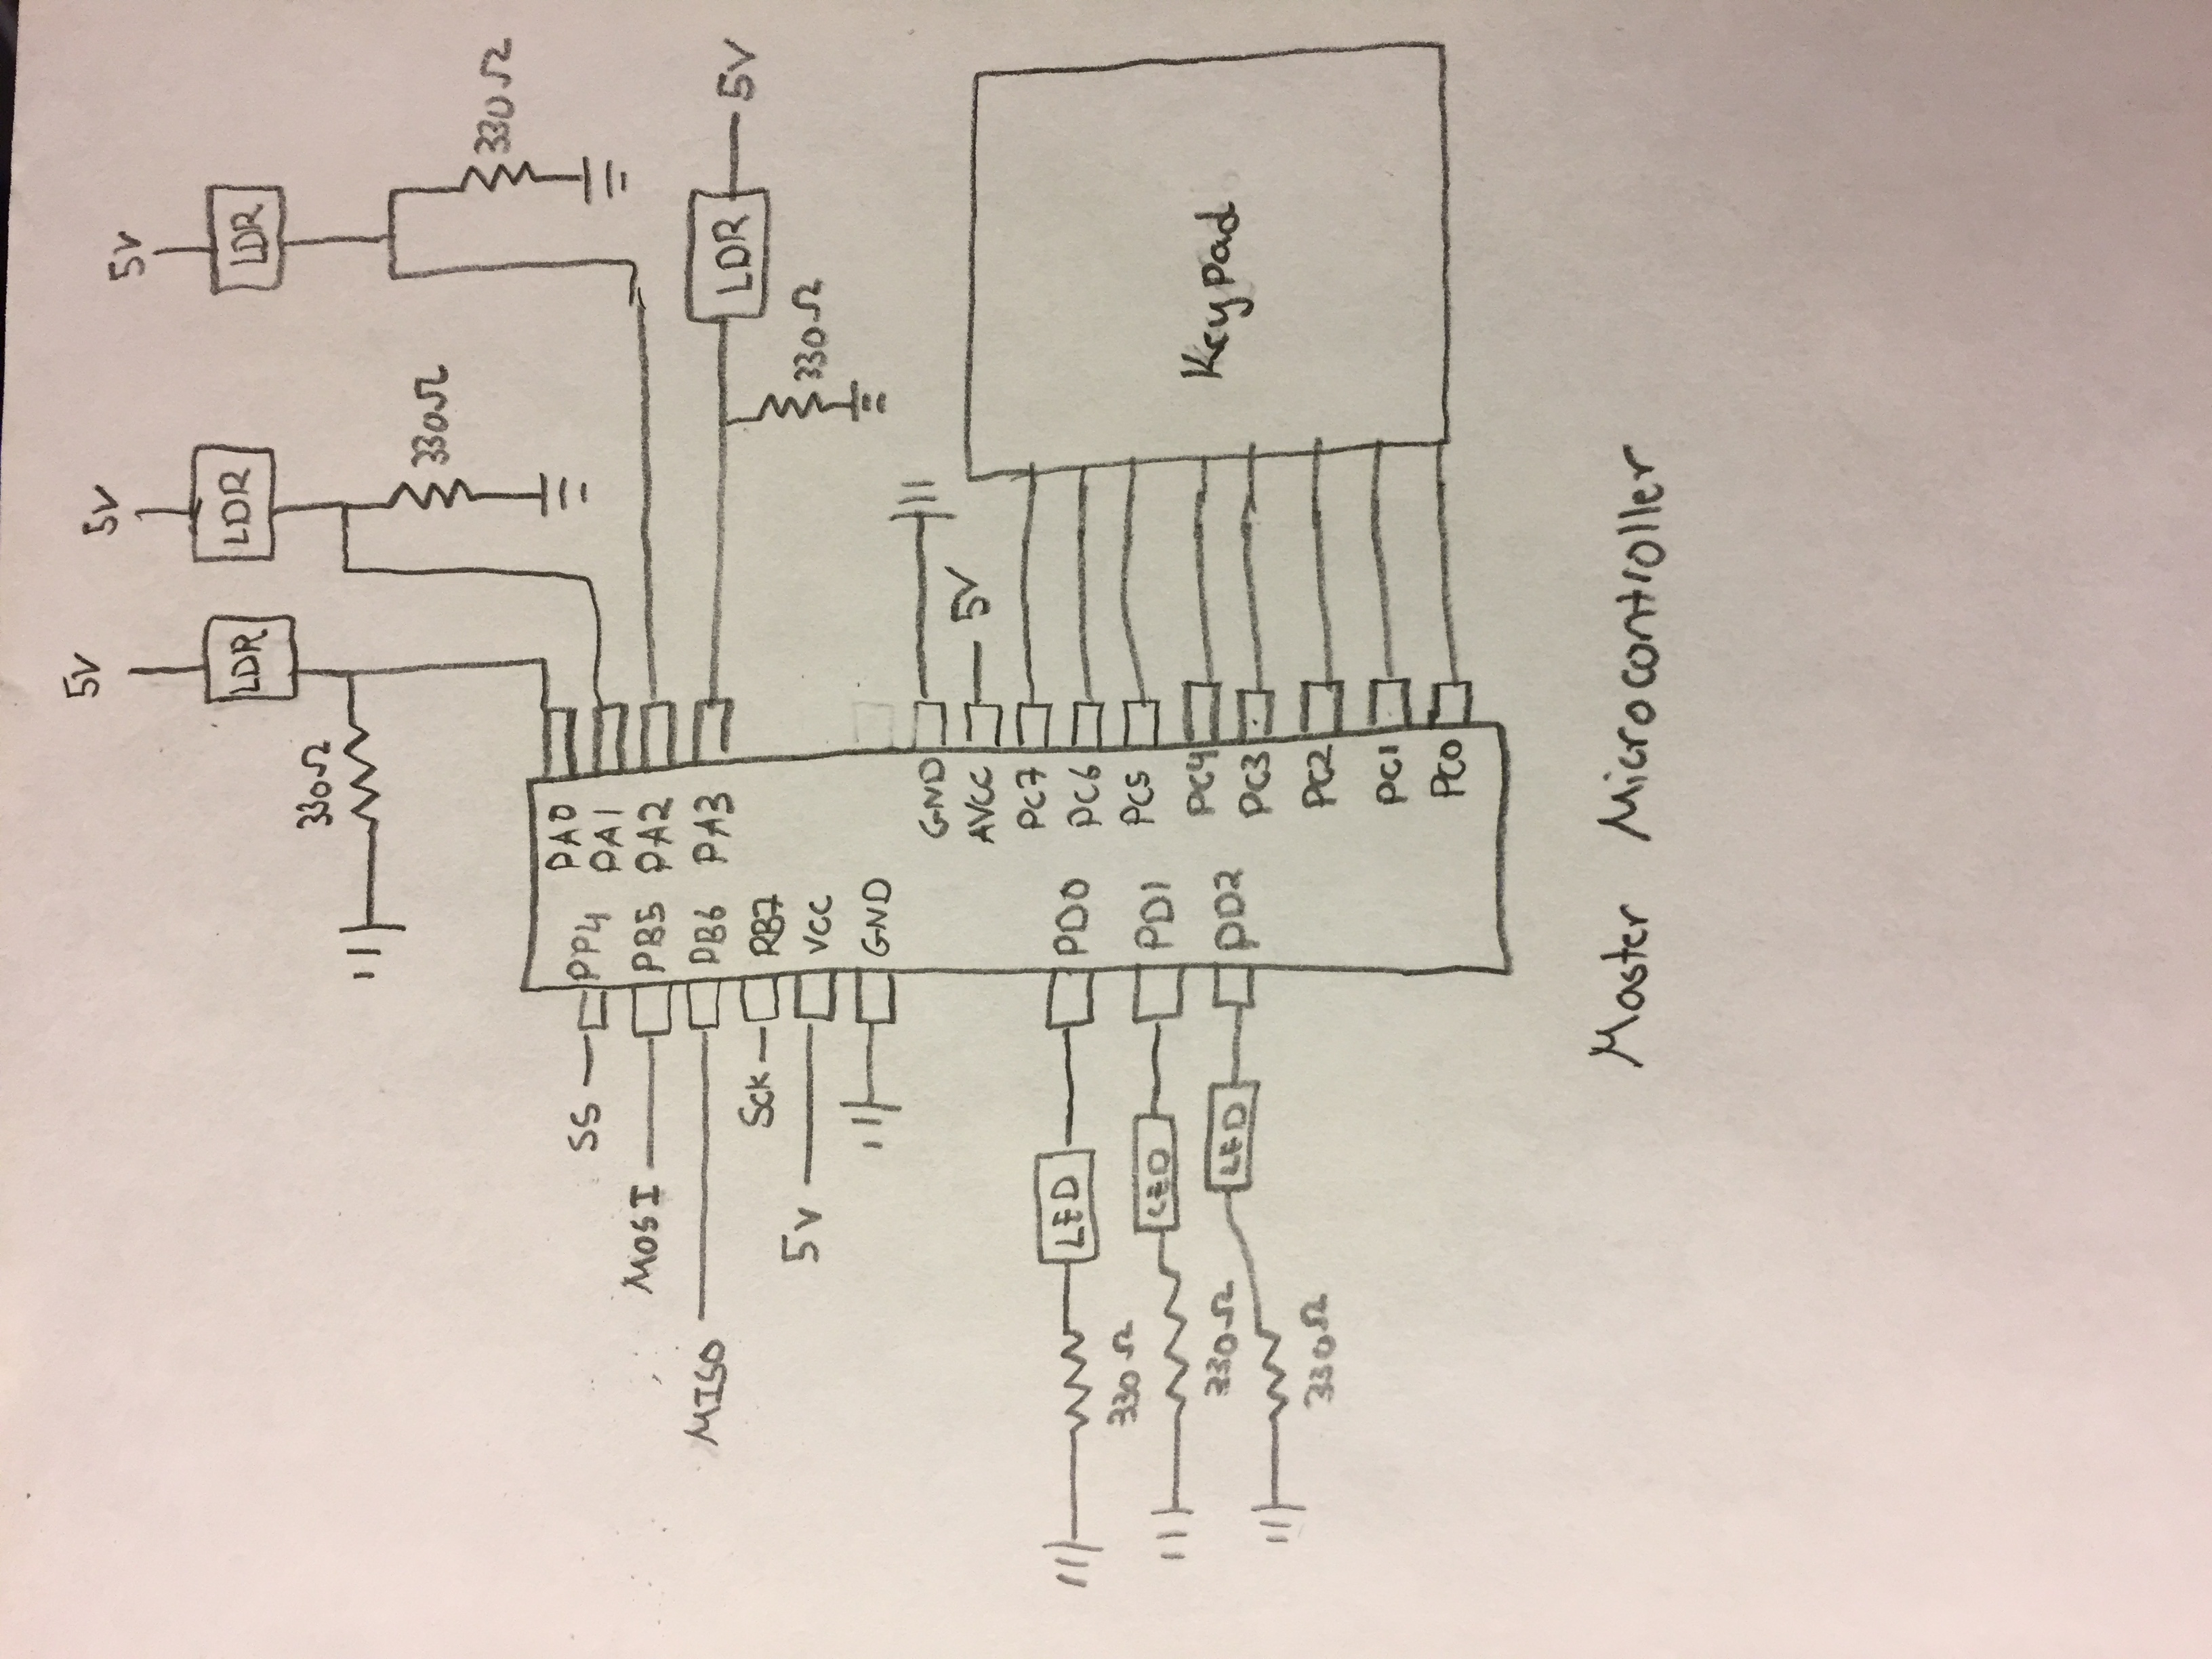 5V
5V
5V
LDR
LDR
LDR
330Ω
330Ω
330Ω
SS
PP4
PA0
PA1
MOSI
PB5
PA2
MISO
PB6
PA3
LDR
5V
SCK
RB7
330Ω
5V
VCC
GND
GND
AVCC
5V
PC7
LED
PD0
PC6
330Ω
PC5
LED
PD1
PC4
Keypad
330Ω
LED
PD2
PC3
330Ω
PC2
PC1
PC0
Master Microcontroller